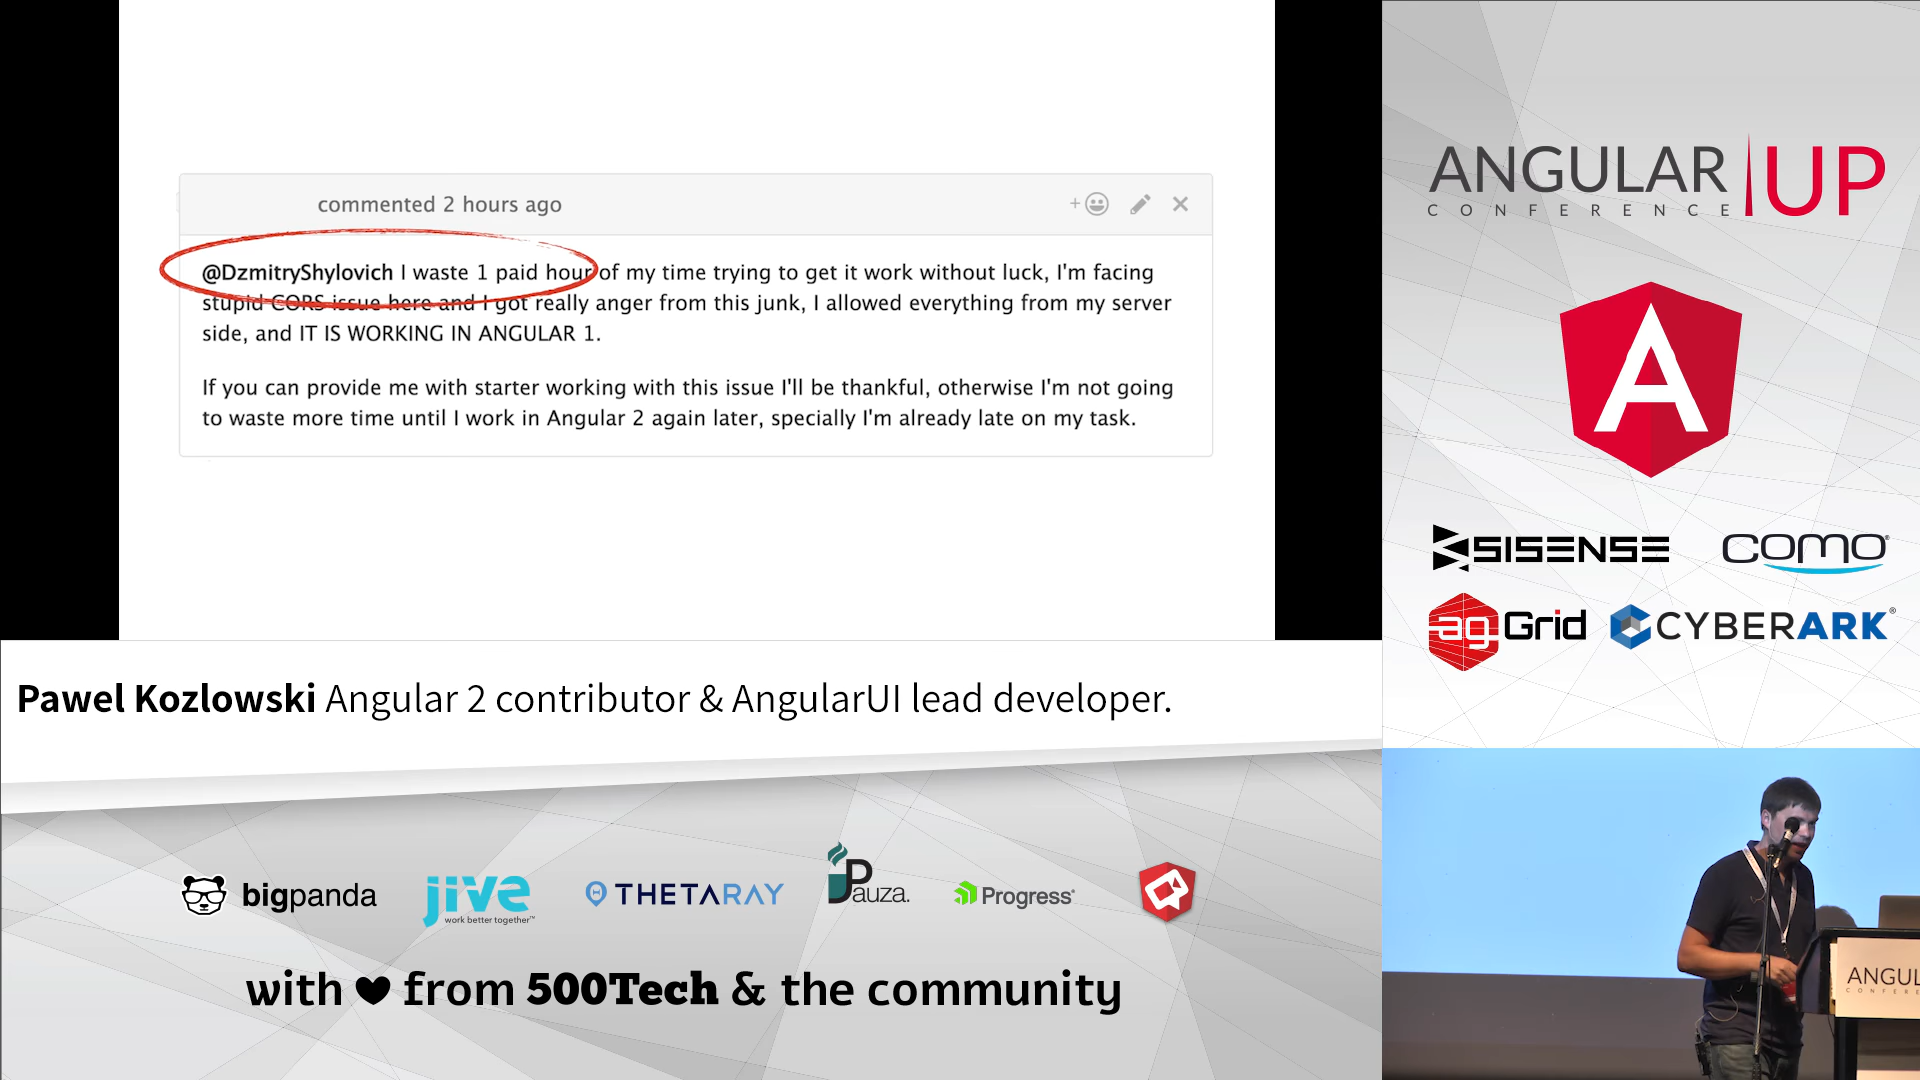 commented 2 hours ago
@DzmitryShylovich I waste 1 paid hour of my time trying to get it work without luck, I'm facing
stupid CORS issue here and I got really anger from this junk, I allowed everything from my server
side, and IT IS WORKING IN ANGULAR 1.
If you can provide me with starter working with this issue I'll be thankful, otherwise I'm not going
to waste more time until I work in Angular 2 again later, specially I'm already late on my task.
Pawel Kozlowski Angular 2 contributor & AngularUI lead developer.
bigpanda
jive
work better together™
THETARAY
Pauza.
Progress®
with ♥ from 500Tech & the community
ANGULAR UP
CONFERENCE
A
SISENSE
como®
ag Grid
CYBERARK®
ANGUL
CONFERE